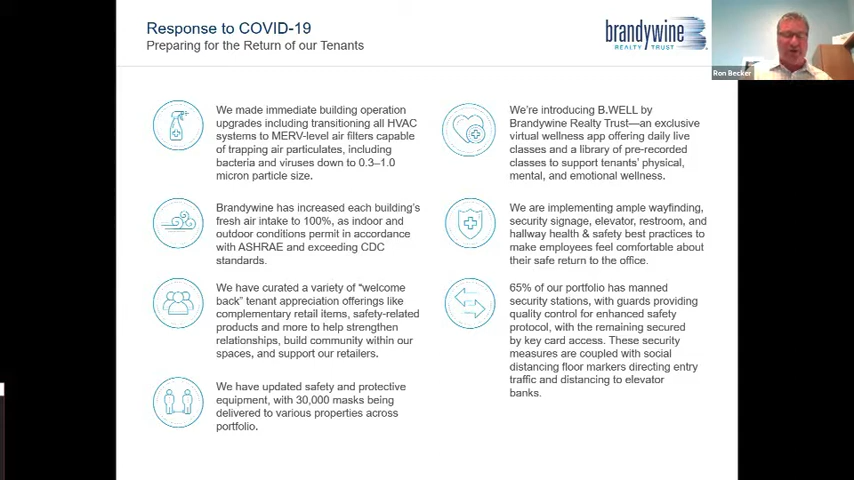 Response to COVID-19
Preparing for the Return of our Tenants
brandywine
REALTY TRUST
Ron Becker
We made immediate building operation
upgrades including transitioning all HVAC
systems to MERV-level air filters capable
of trapping air particulates, including
bacteria and viruses down to 0.3–1.0
micron particle size.
Brandywine has increased each building's
fresh air intake to 100%, as indoor and
outdoor conditions permit in accordance
with ASHRAE and exceeding CDC
standards.
We have curated a variety of “welcome
back” tenant appreciation offerings like
complementary retail items, safety-related
products and more to help strengthen
relationships, build community within our
spaces, and support our retailers.
We have updated safety and protective
equipment, with 30,000 masks being
delivered to various properties across
portfolio.
We're introducing B.WELL by
Brandywine Realty Trust—an exclusive
virtual wellness app offering daily live
classes and a library of pre-recorded
classes to support tenants' physical,
mental, and emotional wellness.
We are implementing ample wayfinding,
security signage, elevator, restroom, and
hallway health & safety best practices to
make employees feel comfortable about
their safe return to the office.
65% of our portfolio has manned
security stations, with guards providing
quality control for enhanced safety
protocol, with the remaining secured
by key card access. These security
measures are coupled with social
distancing floor markers directing entry
traffic and distancing to elevator
banks.